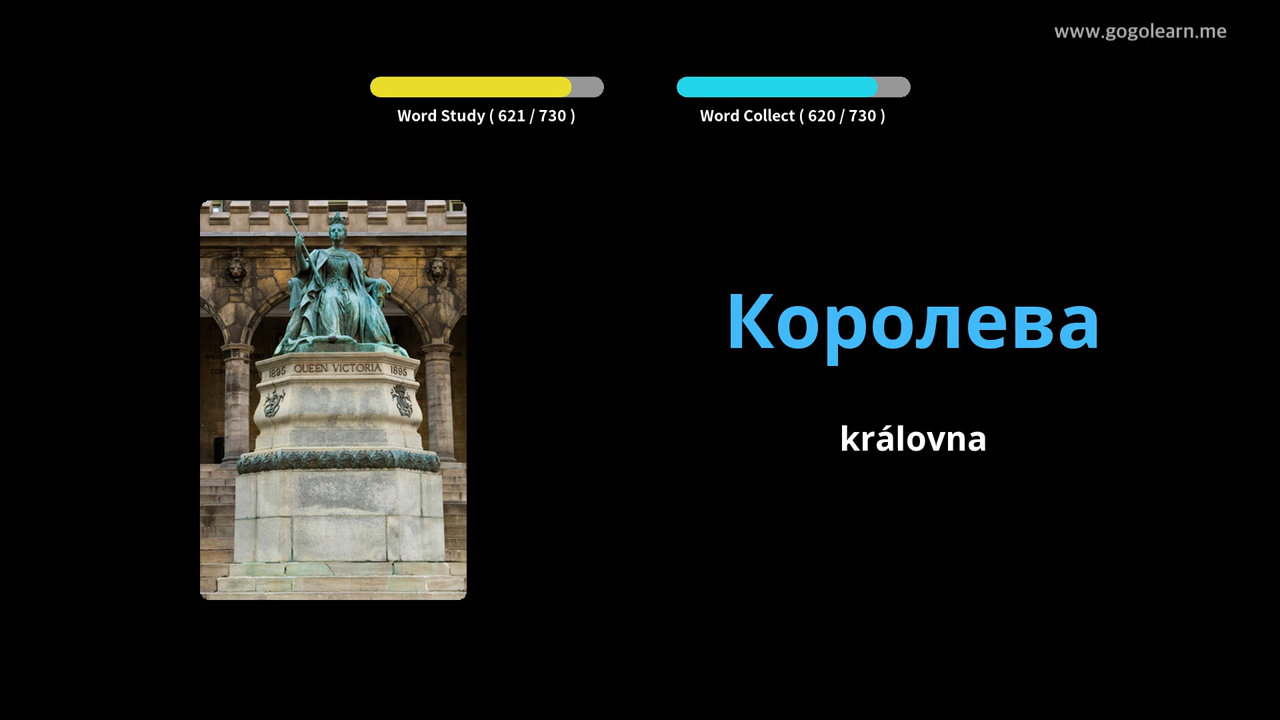 www.gogolearn.me
Word Study ( 621 / 730 )
Word Collect ( 620 / 730 )
Королева
královna
1895 QUEEN VICTORIA 1895